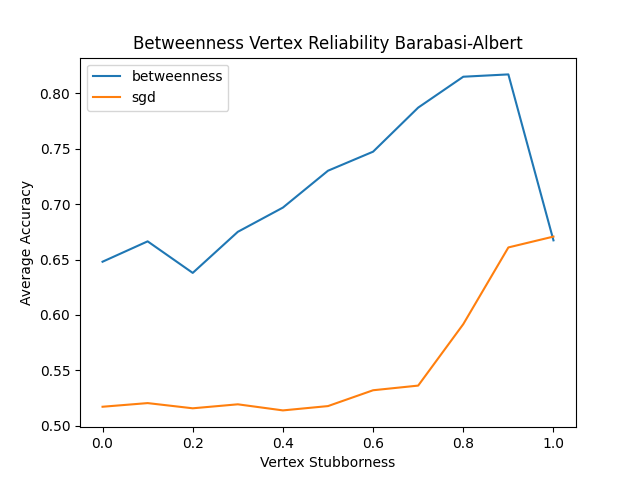 Betweenness Vertex Reliability Barabasi-Albert
betweenness
sgd
0.80
0.75
0.70
0.65
0.60
0.55
0.50
Average Accuracy
0.0 0.2 0.4 0.6 0.8 1.0
Vertex Stubborness